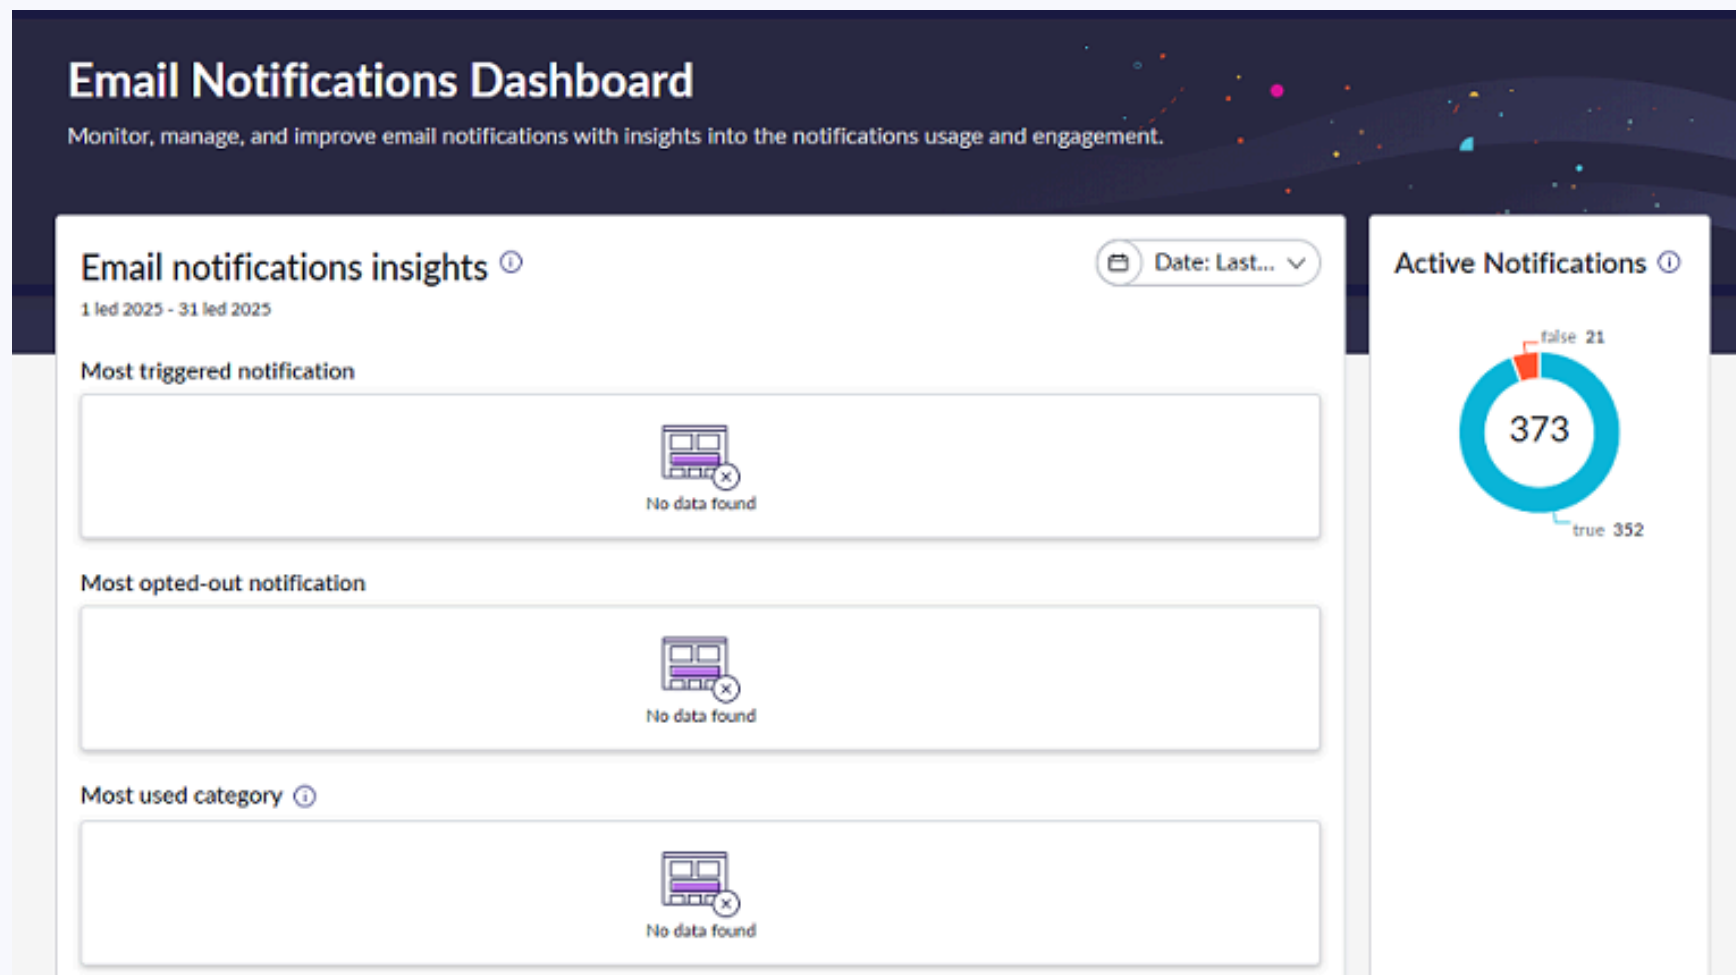 Email Notifications Dashboard
Monitor, manage, and improve email notifications with insights into the notifications usage and engagement.
Email notifications insights
Date: Last...
1 led 2025 - 31 led 2025
Most triggered notification
No data found
Most opted-out notification
No data found
Most used category
No data found
Active Notifications
false 21
373
true 352